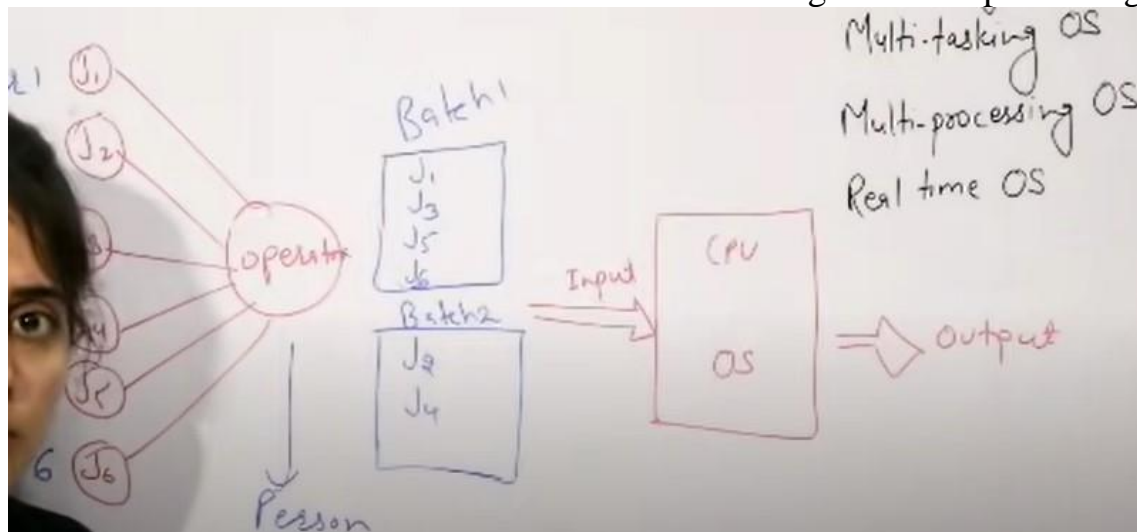 Multi-tasking OS
Multi-processing OS
Real time OS
J1
J2
J5
6 J6
operator
Person
Batch1
J1
J3
J5
J6
Batch2
J2
J4
Input
CPU
OS
Output